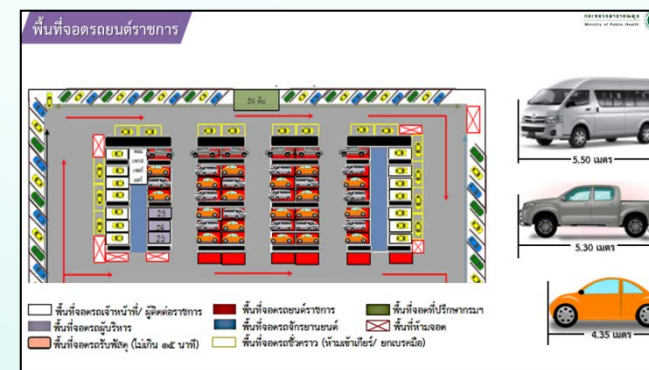 พื้นที่จอดรถยนต์ราชการ
กระทรวงสาธารณสุข
Ministry of Public Health
26 คัน
25
24
23
5.50 เมตร
5.30 เมตร
4.35 เมตร
พื้นที่จอดรถเจ้าหน้าที่/ ผู้ติดต่อราชการ
พื้นที่จอดรถยนต์ราชการ
พื้นที่จอดที่ปรึกษากรมฯ
พื้นที่จอดรถผู้บริหาร
พื้นที่จอดรถจักรยานยนต์
พื้นที่ห้ามจอด
พื้นที่จอดรถรับพัสดุ (ไม่เกิน ๑๕ นาที)
พื้นที่จอดรถชั่วคราว (ห้ามเข้าเกียร์/ ยกเบรคมือ)